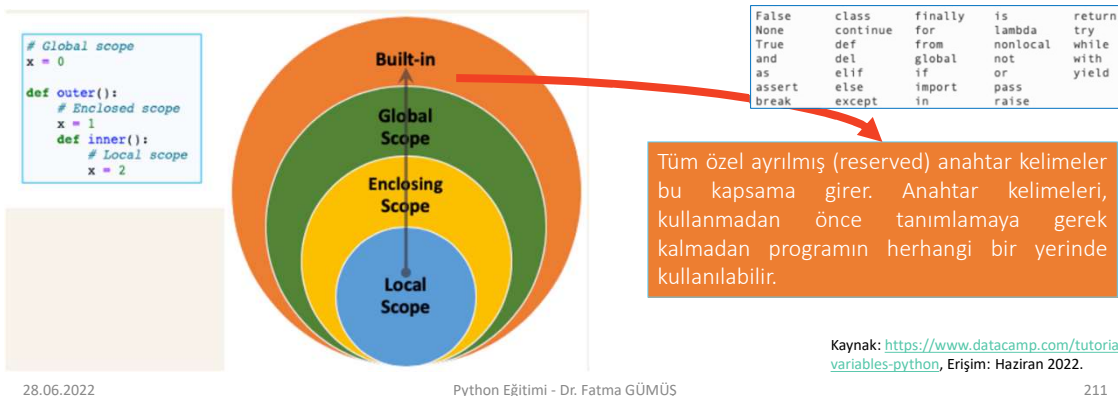 # Global scope
x = 0
def outer():
    # Enclosed scope
    x = 1
    def inner():
        # Local scope
        x = 2
Built-in
Global
Scope
Enclosing
Scope
Local
Scope
False class finally is return
None continue for lambda try
True def from nonlocal while
and del global not with
as elif if or yield
assert else import pass
break except in raise
Tüm özel ayrılmış (reserved) anahtar kelimeler
bu kapsama girer. Anahtar kelimeleri,
kullanmadan önce tanımlamaya gerek
kalmadan programın herhangi bir yerinde
kullanılabilir.
Kaynak: https://www.datacamp.com/tutoria
variables-python, Erişim: Haziran 2022.
28.06.2022
Python Eğitimi - Dr. Fatma GÜMÜŞ
211